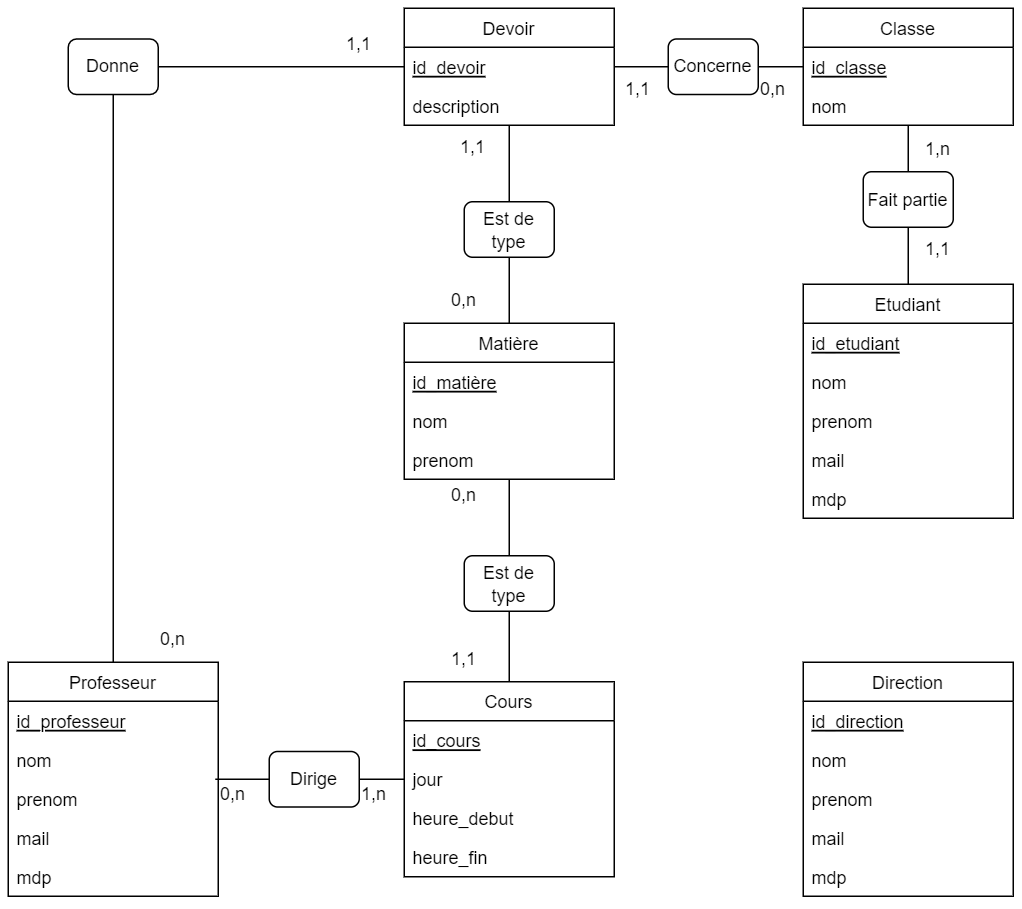 Donne
1,1
Devoir
id_devoir
description
1,1
Concerne
0,n
Classe
id_classe
nom
1,1
Est de
type
0,n
1,n
Fait partie
1,1
Matière
id_matière
nom
prenom
Etudiant
id_etudiant
nom
prenom
mail
mdp
0,n
Est de
type
1,1
0,n
Professeur
id_professeur
nom
prenom
mail
mdp
0,n
Dirige
1,n
Cours
id_cours
jour
heure_debut
heure_fin
Direction
id_direction
nom
prenom
mail
mdp